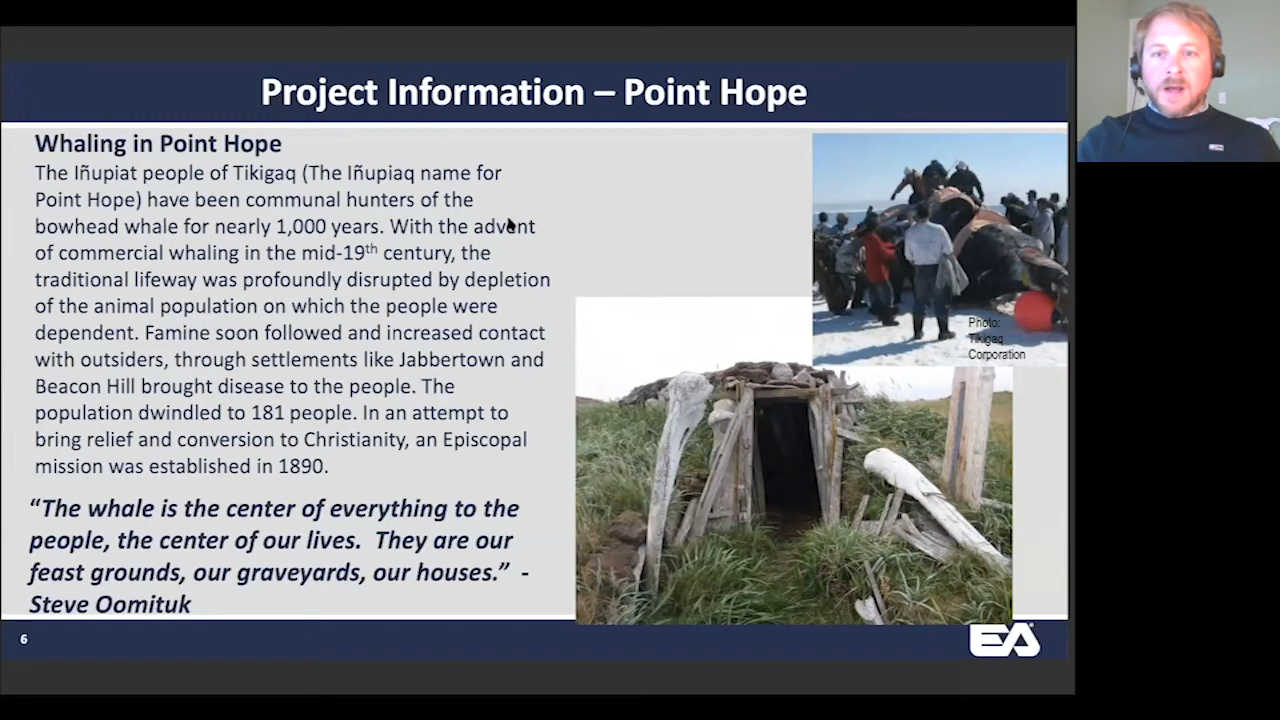 Project Information – Point Hope
Whaling in Point Hope
The Iñupiat people of Tikigaq (The Iñupiaq name for
Point Hope) have been communal hunters of the
bowhead whale for nearly 1,000 years. With the advent
of commercial whaling in the mid-19th century, the
traditional lifeway was profoundly disrupted by depletion
of the animal population on which the people were
dependent. Famine soon followed and increased contact
with outsiders, through settlements like Jabbertown and
Beacon Hill brought disease to the people. The
population dwindled to 181 people. In an attempt to
bring relief and conversion to Christianity, an Episcopal
mission was established in 1890.
“The whale is the center of everything to the
people, the center of our lives.  They are our
feast grounds, our graveyards, our houses.”  -
Steve Oomituk
Photo:
Tikigaq
Corporation
6
EA